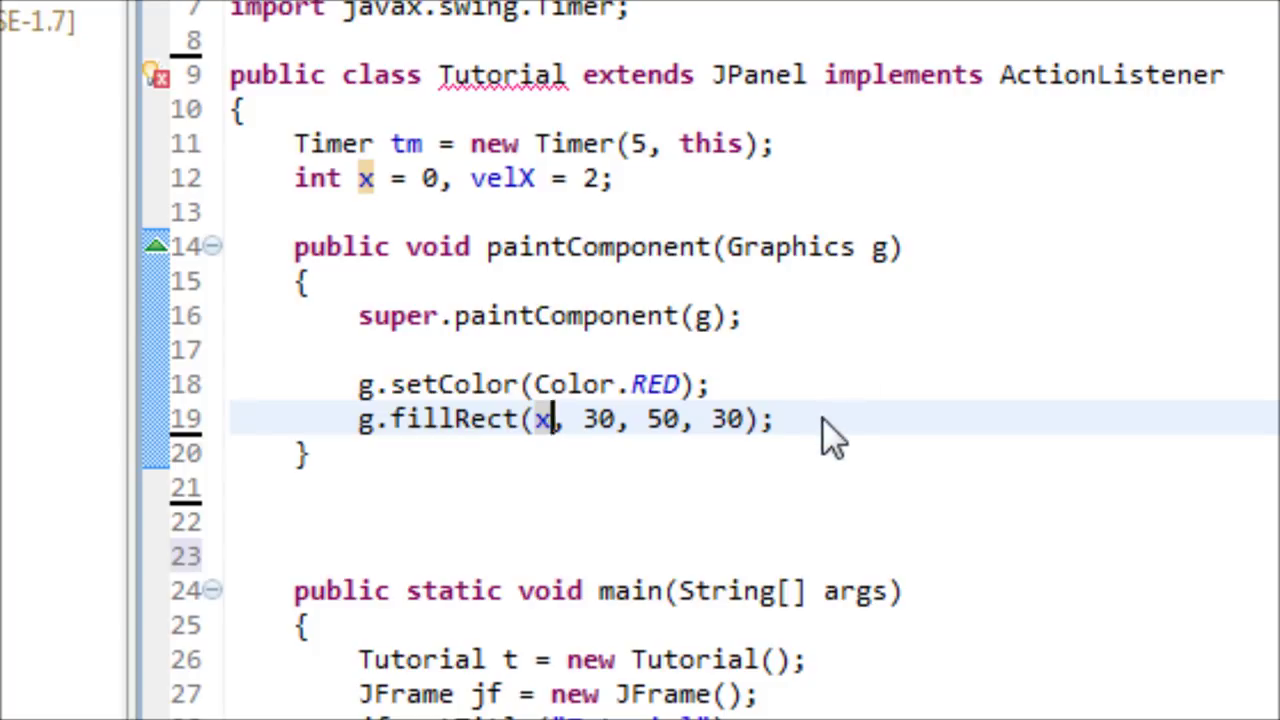 SE-1.7]
7 import javax.swing.Timer;
8
9 public class Tutorial extends JPanel implements ActionListener
10 {
11 Timer tm = new Timer(5, this);
12 int x = 0, velX = 2;
13
14 public void paintComponent(Graphics g)
15 {
16 super.paintComponent(g);
17
18 g.setColor(Color.RED);
19 g.fillRect(x, 30, 50, 30);
20 }
21
22
23
24 public static void main(String[] args)
25 {
26 Tutorial t = new Tutorial();
27 JFrame jf = new JFrame();